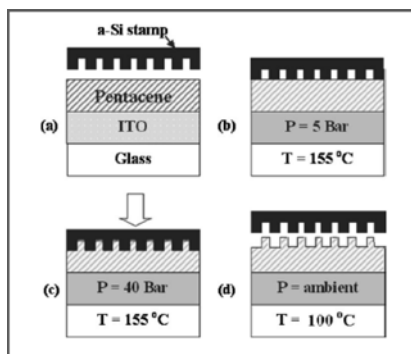 a-Si stamp
Pentacene
(a)
ITO
Glass
(b)
P = 5 Bar
T = 155 °C
(c)
P = 40 Bar
T = 155 °C
(d)
P = ambient
T = 100 °C